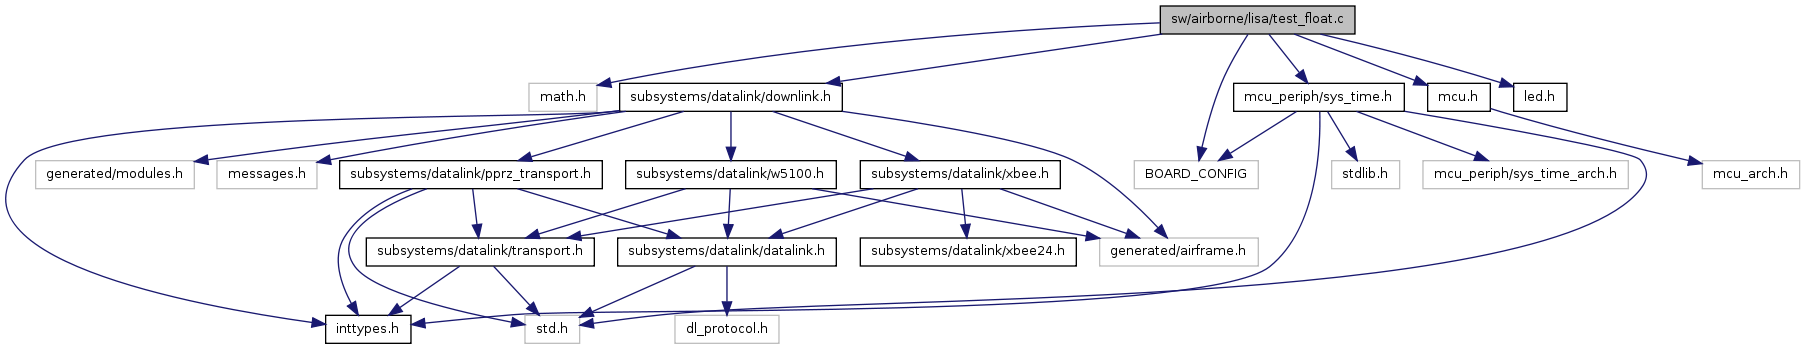 sw/airborne/lisa/test_float.c
math.h
subsystems/datalink/downlink.h
mcu_periph/sys_time.h
mcu.h
led.h
generated/modules.h
messages.h
subsystems/datalink/pprz_transport.h
subsystems/datalink/w5100.h
subsystems/datalink/xbee.h
BOARD_CONFIG
stdlib.h
mcu_periph/sys_time_arch.h
mcu_arch.h
subsystems/datalink/transport.h
subsystems/datalink/datalink.h
subsystems/datalink/xbee24.h
generated/airframe.h
inttypes.h
std.h
dl_protocol.h